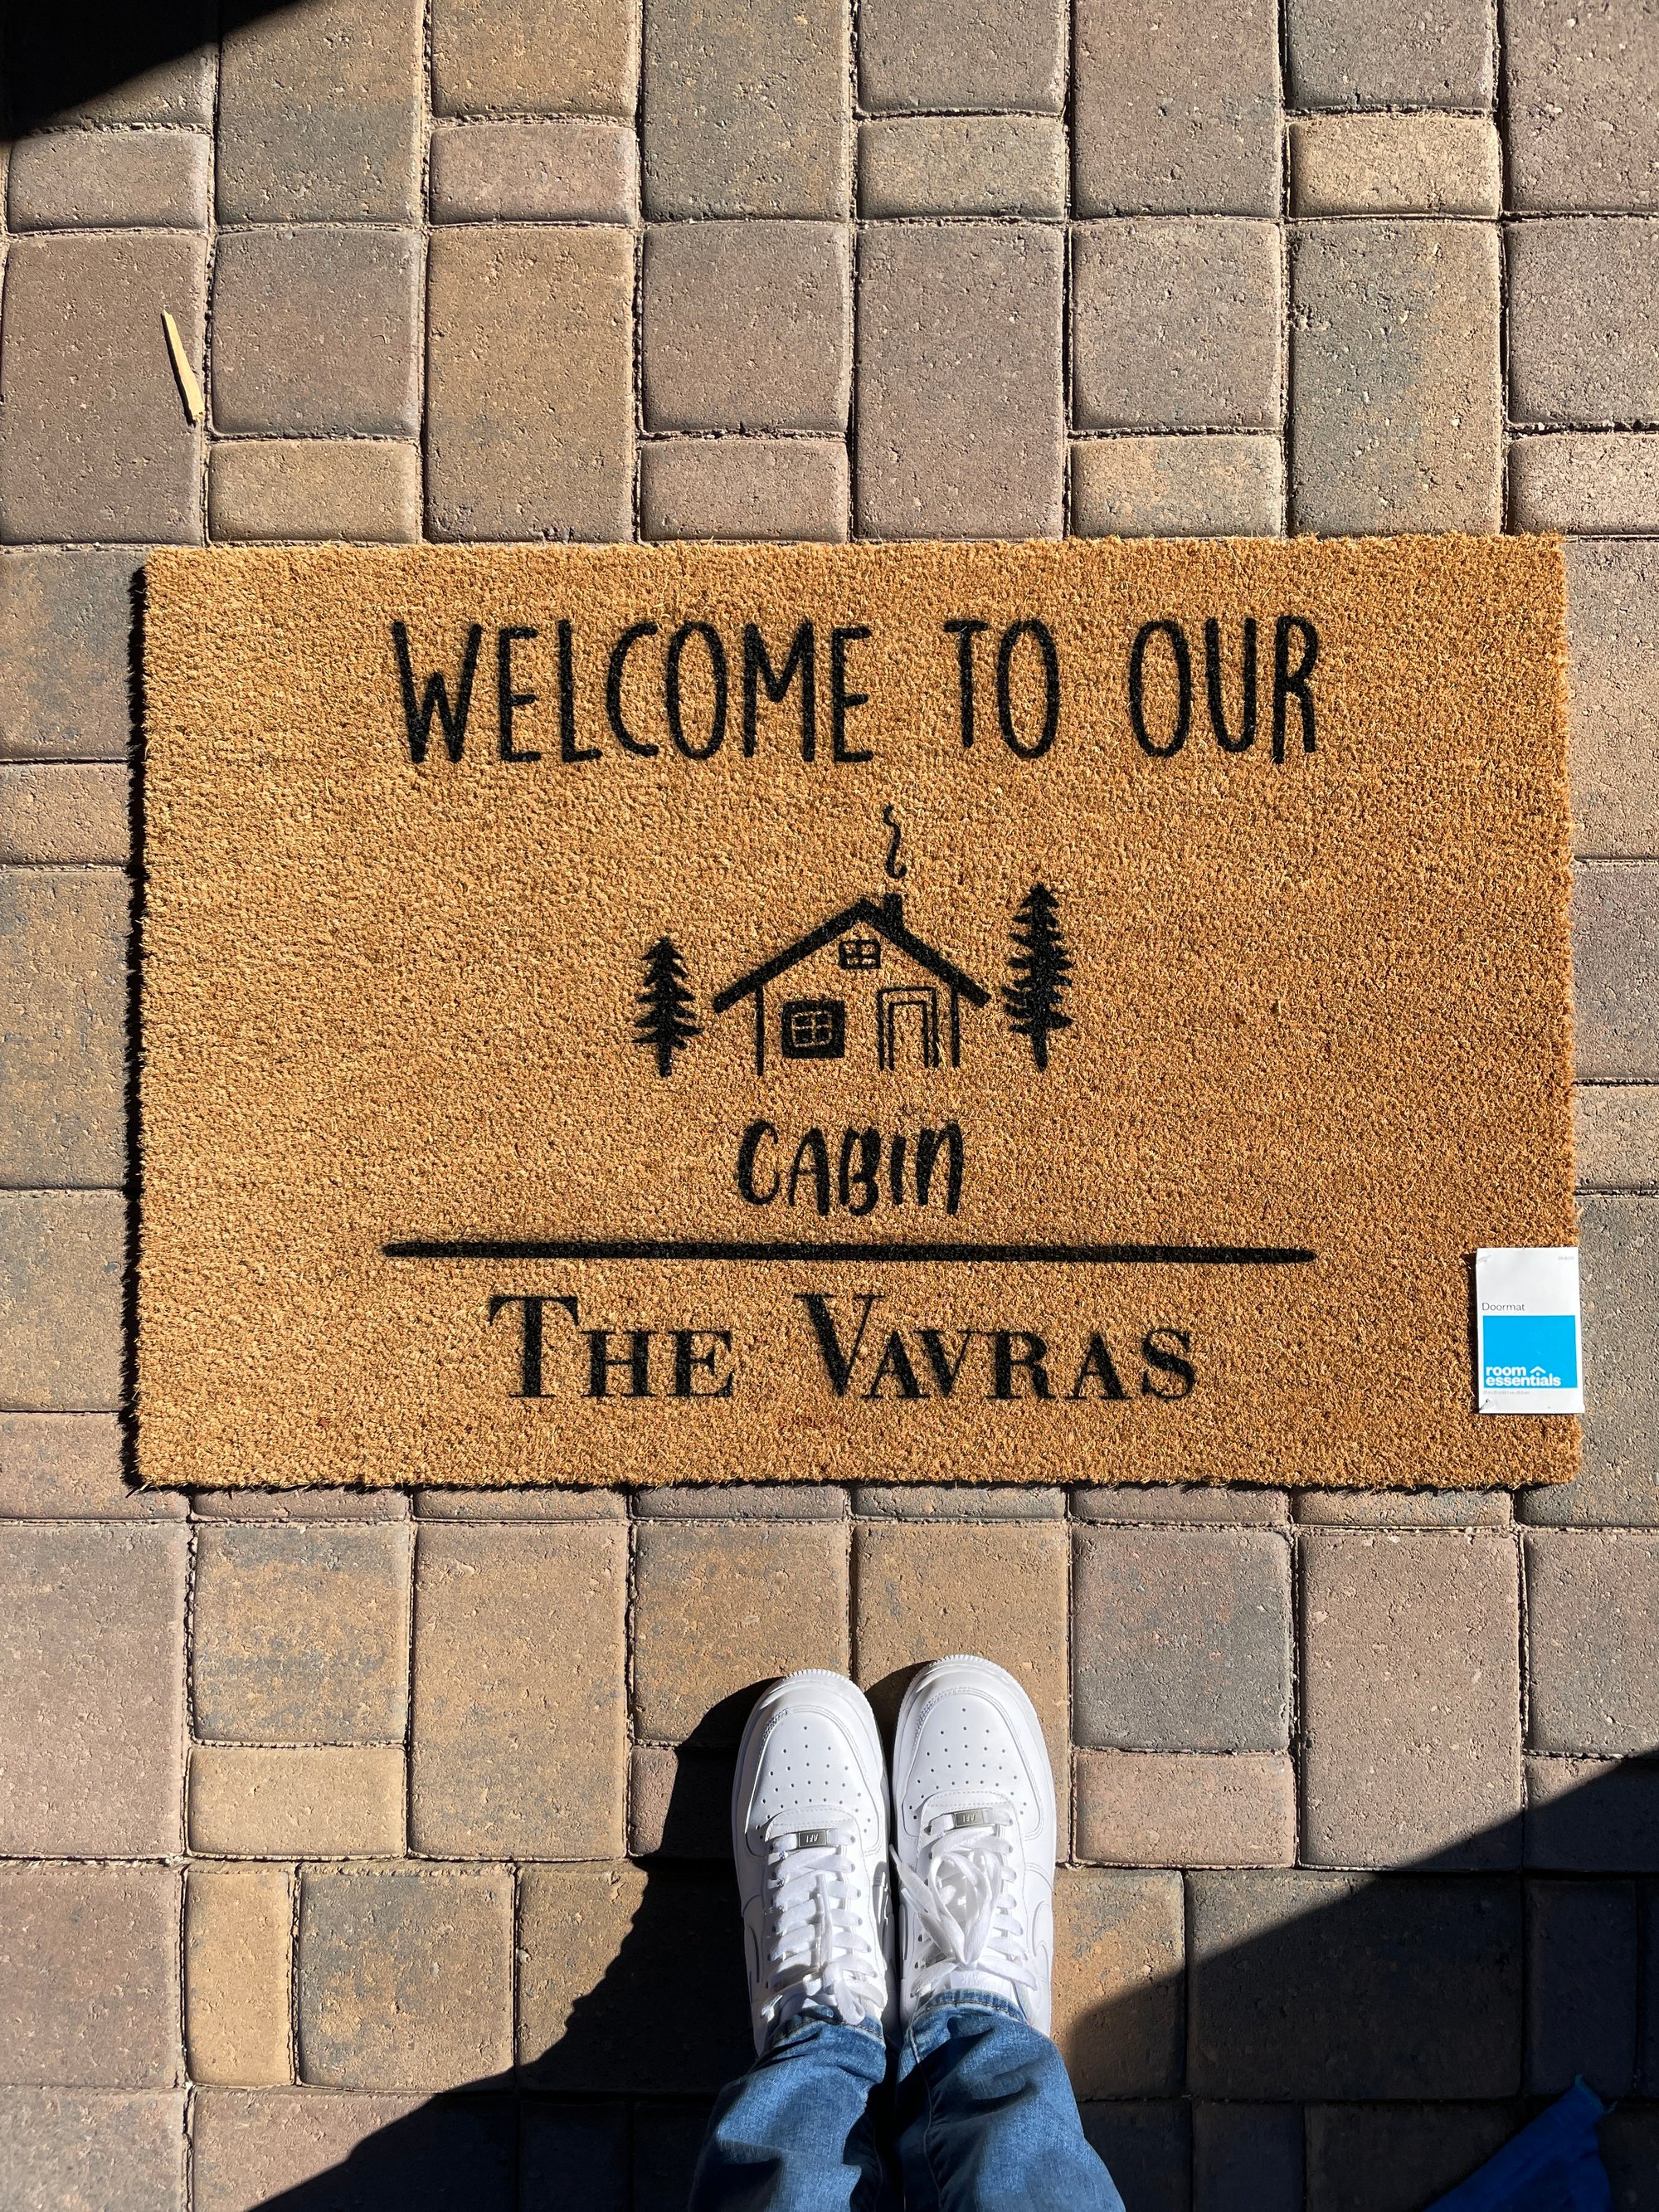 WELCOME TO OUR
CABIN
THE VAVRAS
Doormat
room
essentials